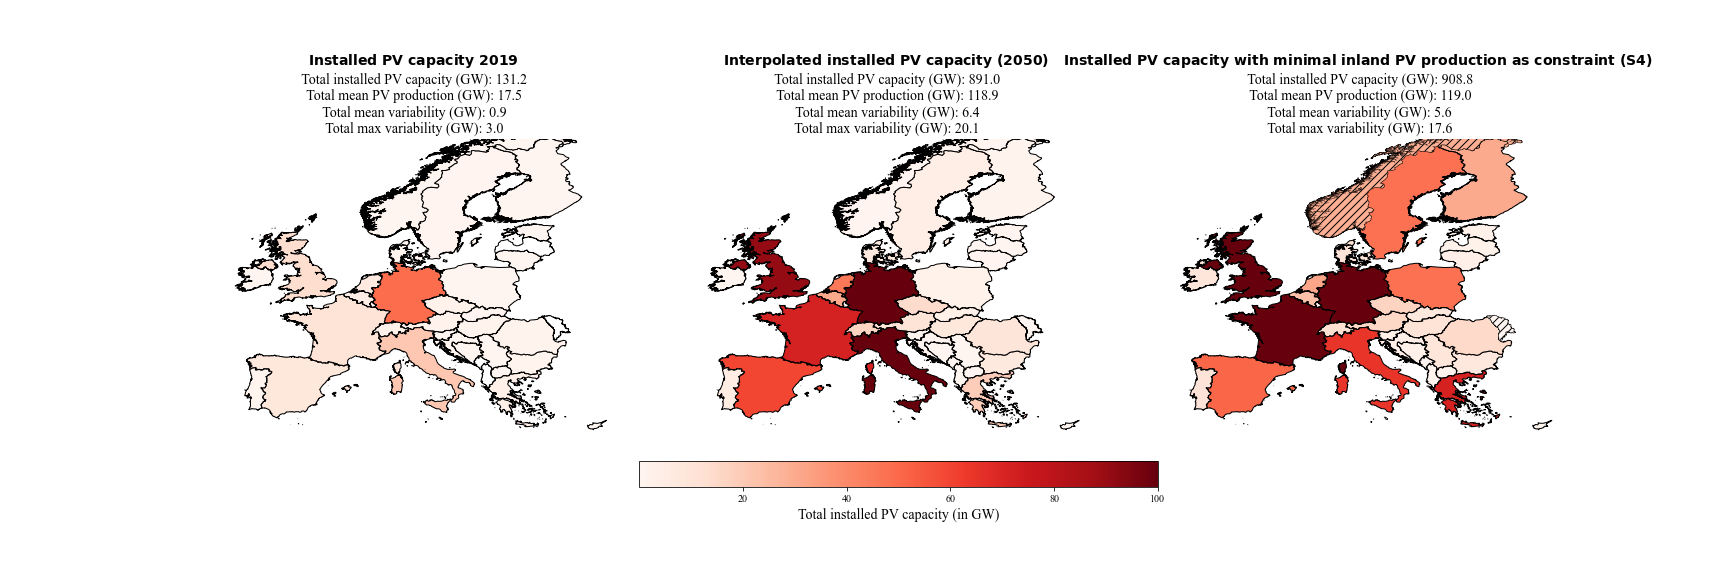 Installed PV capacity 2019
Total installed PV capacity (GW): 131.2
Total mean PV production (GW): 17.5
Total mean variability (GW): 0.9
Total max variability (GW): 3.0
Interpolated installed PV capacity (2050)
Total installed PV capacity (GW): 891.0
Total mean PV production (GW): 118.9
Total mean variability (GW): 6.4
Total max variability (GW): 20.1
Installed PV capacity with minimal inland PV production as constraint (S4)
Total installed PV capacity (GW): 908.8
Total mean PV production (GW): 119.0
Total mean variability (GW): 5.6
Total max variability (GW): 17.6
20 40 60 80 100
Total installed PV capacity (in GW)